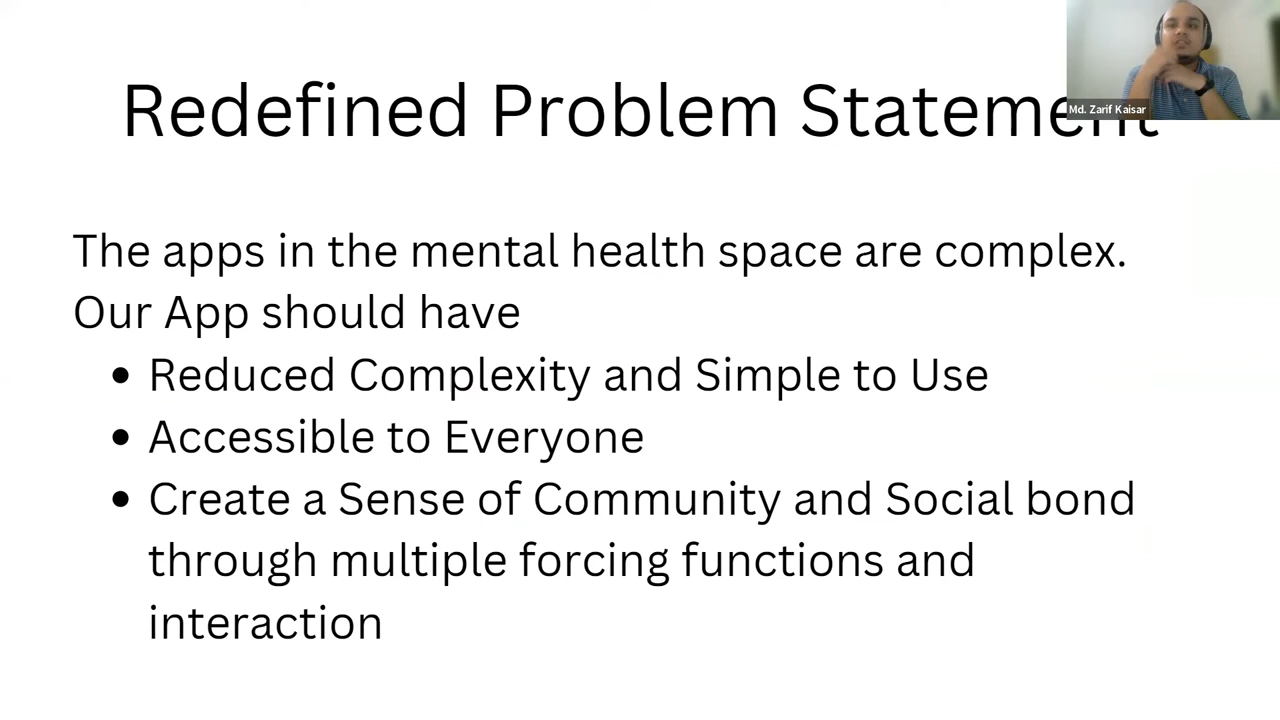 Redefined Problem Statement
Md. Zarif Kaisar
The apps in the mental health space are complex.
Our App should have
• Reduced Complexity and Simple to Use
• Accessible to Everyone
• Create a Sense of Community and Social bond
through multiple forcing functions and
interaction